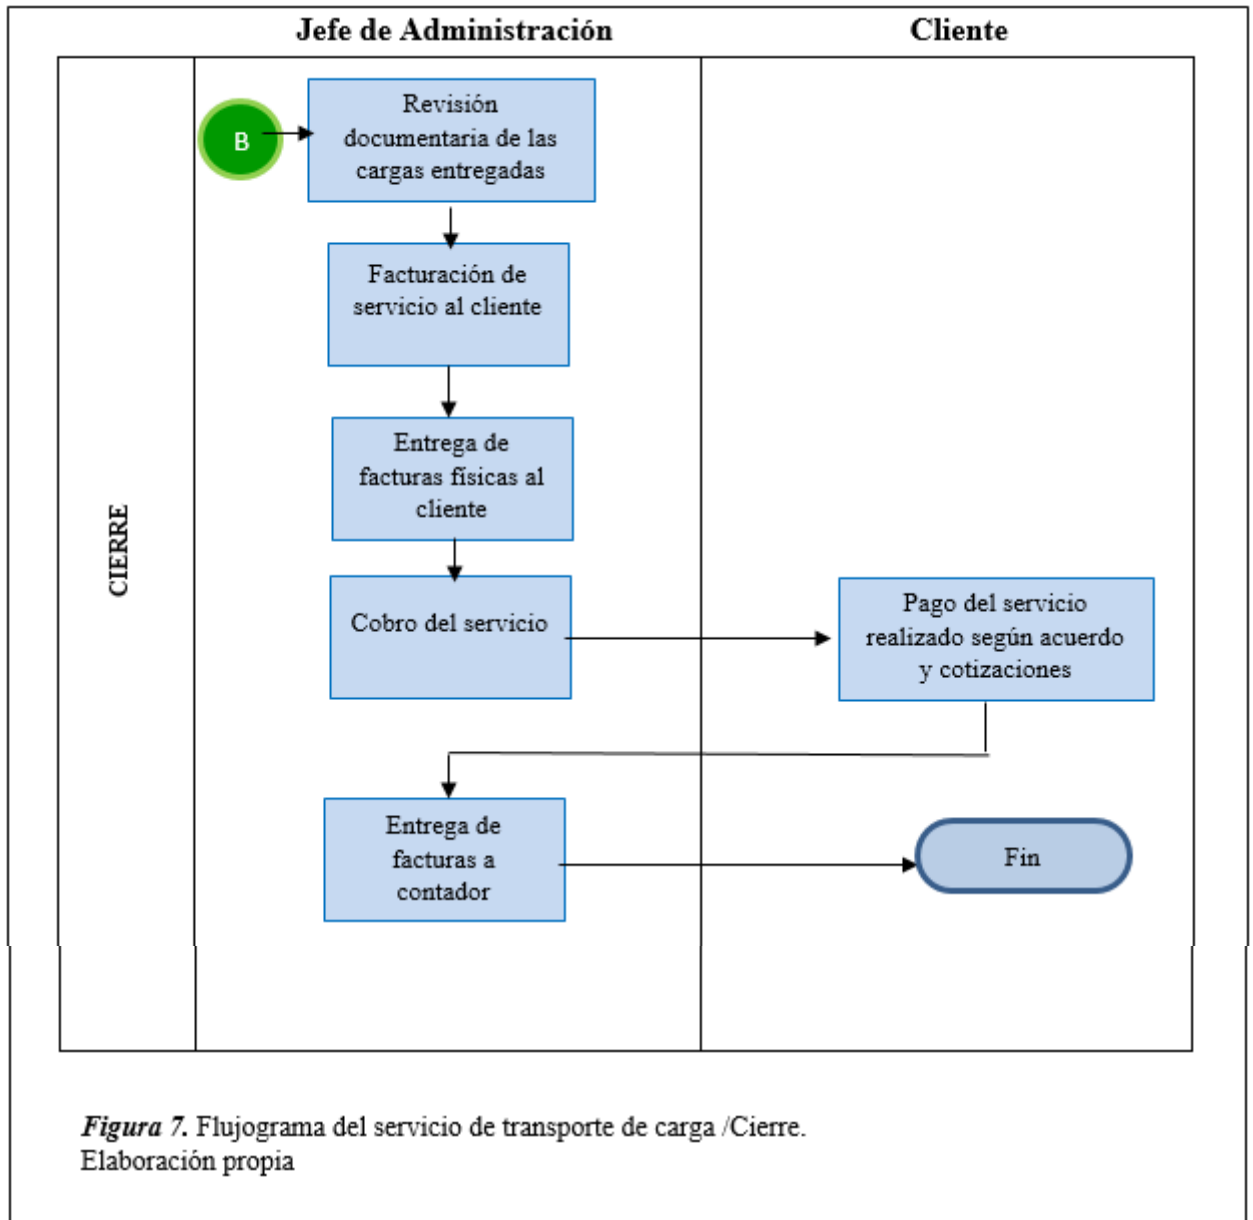 Jefe de Administración
Cliente
CIERRE
B
Revisión
documentaria de las
cargas entregadas
Facturación de
servicio al cliente
Entrega de
facturas físicas al
cliente
Cobro del servicio
Pago del servicio
realizado según acuerdo
y cotizaciones
Entrega de
facturas a
contador
Fin
Figura 7. Flujograma del servicio de transporte de carga /Cierre.
Elaboración propia